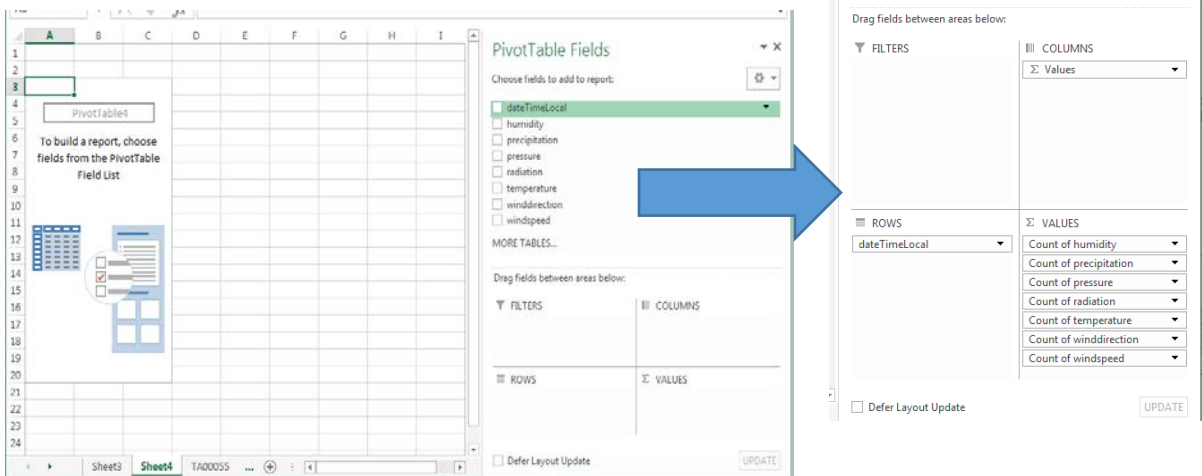 A B C D E F G H I
1
2
3
4
5
6
7
8
9
10
11
12
13
14
15
16
17
18
19
20
21
22
23
24
PivotTable4
To build a report, choose
fields from the PivotTable
Field List
Sheet3 Sheet4 TA00055 ...
PivotTable Fields
Choose fields to add to report:
dateTimeLocal
humidity
precipitation
pressure
radiation
temperature
winddirection
windspeed
MORE TABLES...
Drag fields between areas below:
FILTERS
COLUMNS
ROWS
Σ VALUES
Defer Layout Update
UPDATE
Drag fields between areas below:
FILTERS
COLUMNS
Σ Values
ROWS
dateTimeLocal
Σ VALUES
Count of humidity
Count of precipitation
Count of pressure
Count of radiation
Count of temperature
Count of winddirection
Count of windspeed
Defer Layout Update
UPDATE